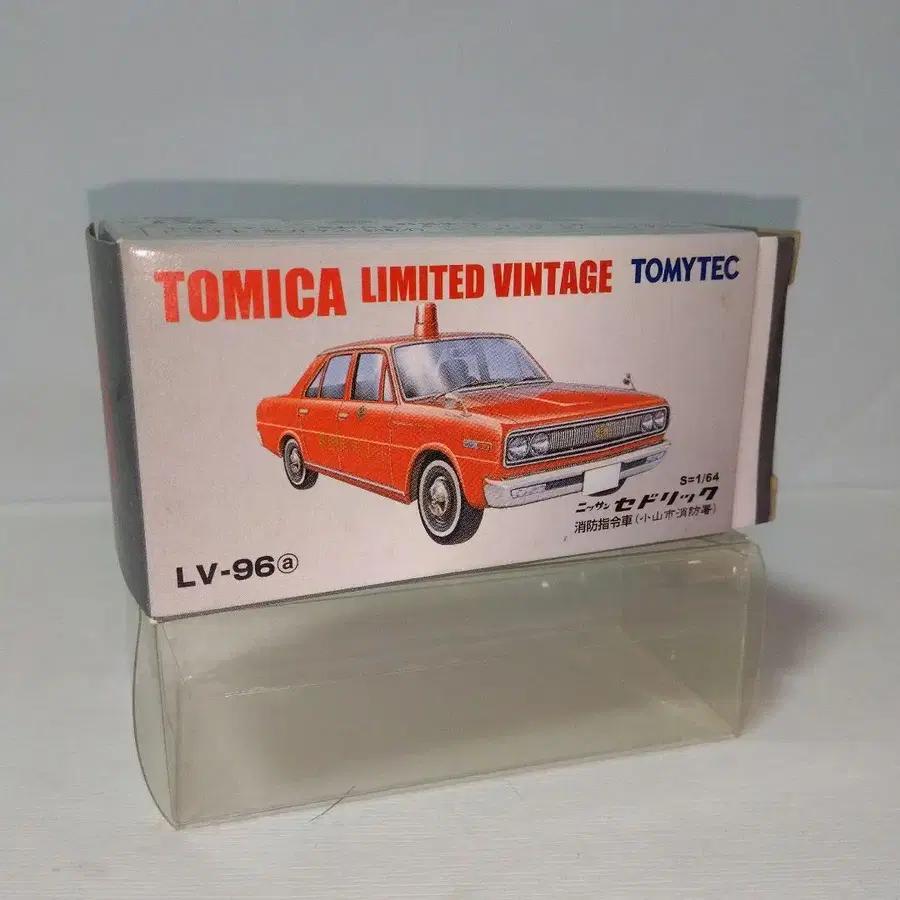 TOMICA LIMITED VINTAGE TOMYTEC
S=1/64
ニッサン セドリック
消防指令車(小山市消防署)
LV-96ⓐ